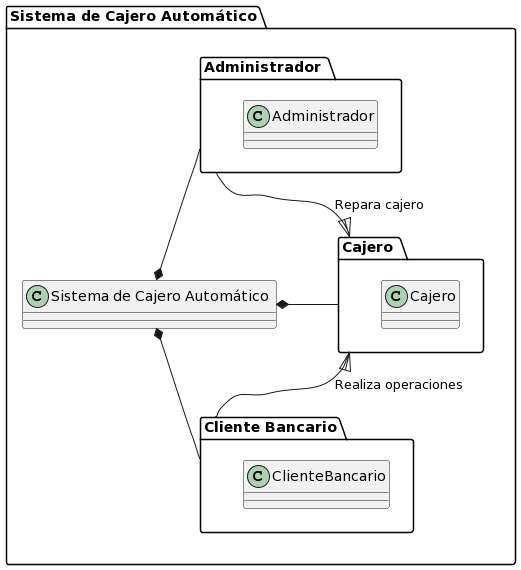 Sistema de Cajero Automático
Administrador
C Administrador
Repara cajero
Cajero
C Sistema de Cajero Automático
C Cajero
Realiza operaciones
Cliente Bancario
C ClienteBancario